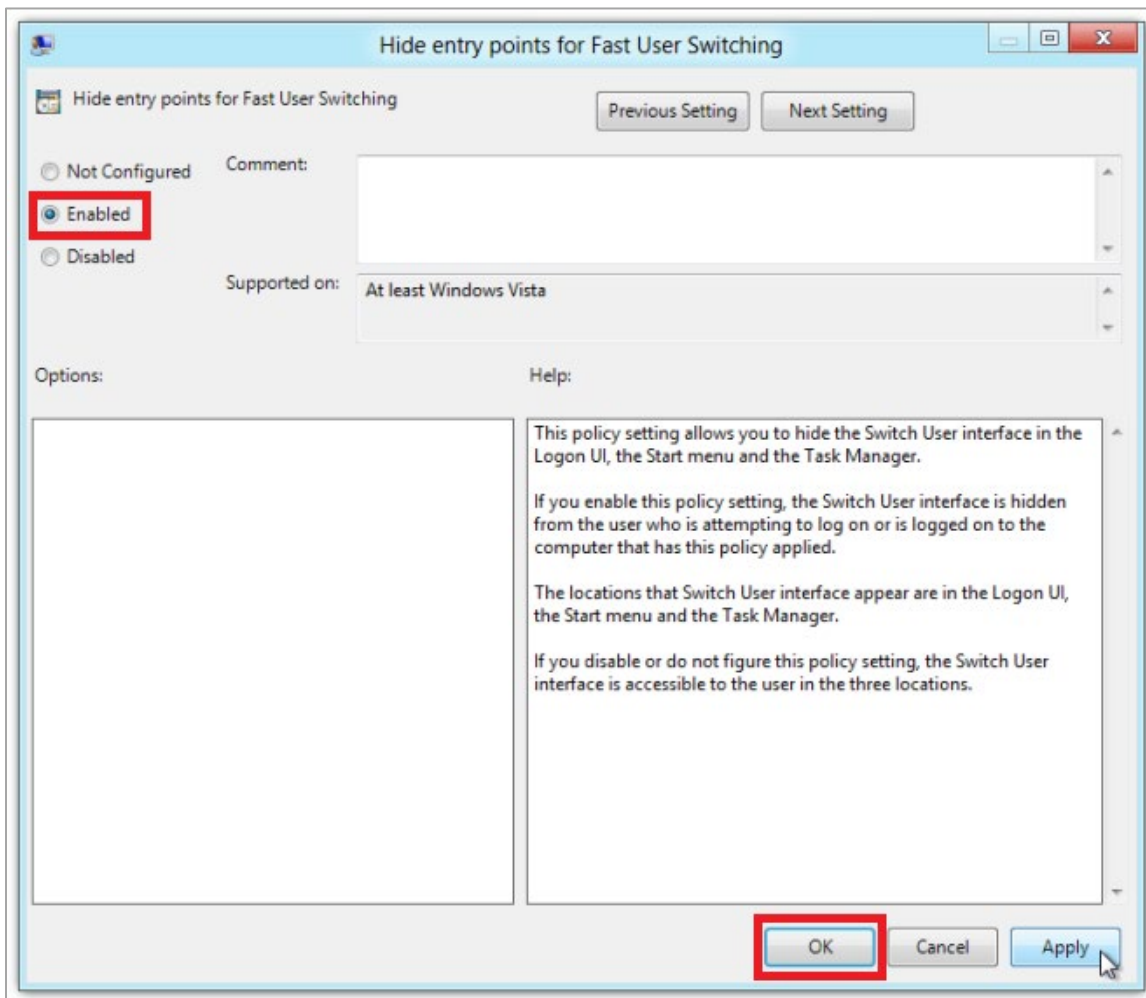 Hide entry points for Fast User Switching
Hide entry points for Fast User Switching
Previous Setting
Next Setting
Not Configured
Comment:
Enabled
Disabled
Supported on:
At least Windows Vista
Options:
Help:
This policy setting allows you to hide the Switch User interface in the
Logon UI, the Start menu and the Task Manager.
If you enable this policy setting, the Switch User interface is hidden
from the user who is attempting to log on or is logged on to the
computer that has this policy applied.
The locations that Switch User interface appear are in the Logon UI,
the Start menu and the Task Manager.
If you disable or do not figure this policy setting, the Switch User
interface is accessible to the user in the three locations.
OK
Cancel
Apply